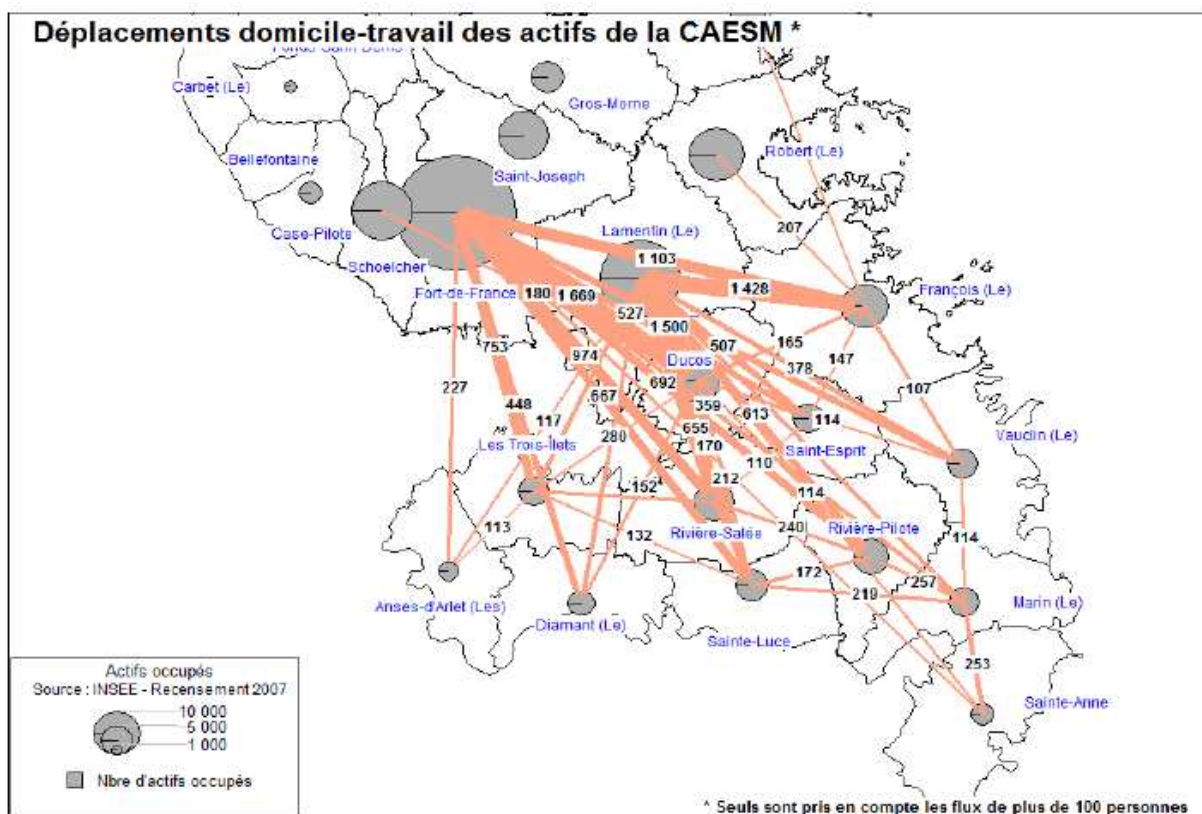 Déplacements domicile-travail des actifs de la CAESM *
Carbet (Le)
Gros-Morne
Robert (Le)
Bellefontaine
Saint-Joseph
207
Case-Pilote
Lamentin (Le)
Schoelcher
1 103
Fort-de-France
180
1 669
1 428
François (Le)
527
1 500
753
974
507
165
147
378
227
Ducos
107
448
667
692
359
613
117
280
655
114
Les Trois-Îlets
170
Saint-Esprit
Vauclin (Le)
110
152
212
114
113
132
Rivière-Salée
240
Rivière-Pilote
114
172
257
219
Anses-d'Arlet (Les)
Diamant (Le)
Marin (Le)
Sainte-Luce
253
Sainte-Anne
Actifs occupés
Source : INSEE - Recensement 2007
10 000
5 000
1 000
Nbre d'actifs occupés
* Seuls sont pris en compte les flux de plus de 100 personnes